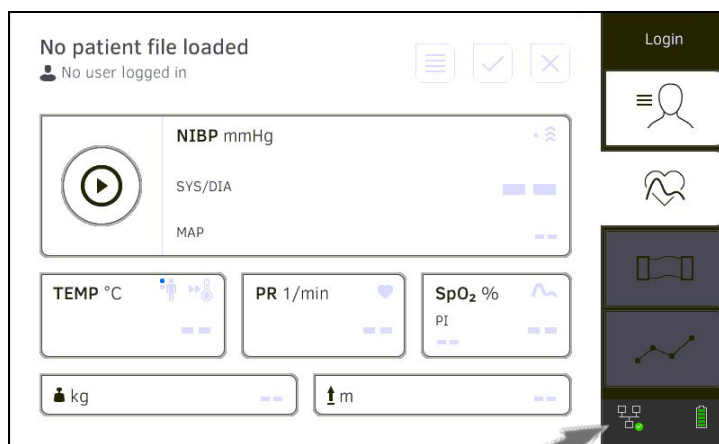 No patient file loaded
No user logged in
Login
NIBP mmHg
SYS/DIA
-- --
MAP
--
TEMP °C
--
PR 1/min
--
SpO₂ %
PI
--
--
kg
--
m
--